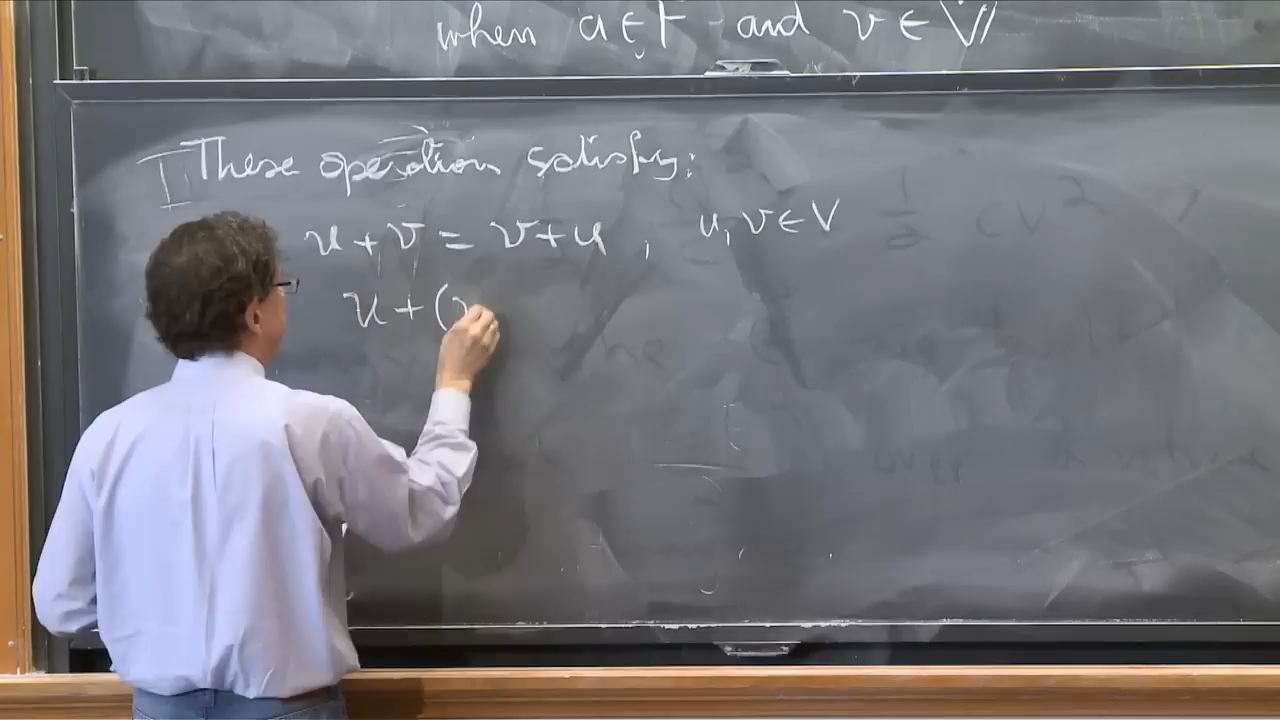 when a ∈ F and v ∈ V
These operations satisfy:
u + v = v + u , u, v ∈ V
u + (v